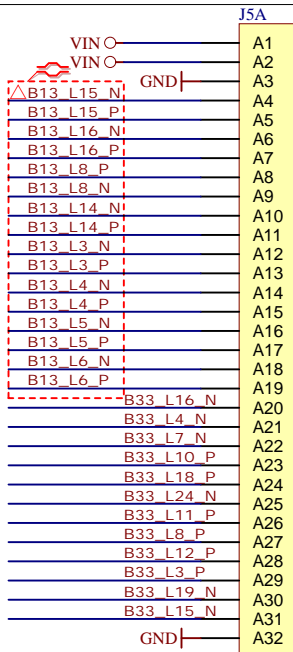 J5A
VIN A1
VIN A2
GND A3
B13_L15_N A4
B13_L15_P A5
B13_L16_N A6
B13_L16_P A7
B13_L8_P A8
B13_L8_N A9
B13_L14_N A10
B13_L14_P A11
B13_L3_N A12
B13_L3_P A13
B13_L4_N A14
B13_L4_P A15
B13_L5_N A16
B13_L5_P A17
B13_L6_N A18
B13_L6_P A19
B33_L16_N A20
B33_L4_N A21
B33_L7_N A22
B33_L10_P A23
B33_L18_P A24
B33_L24_N A25
B33_L11_P A26
B33_L8_P A27
B33_L12_P A28
B33_L3_P A29
B33_L19_N A30
B33_L15_N A31
GND A32